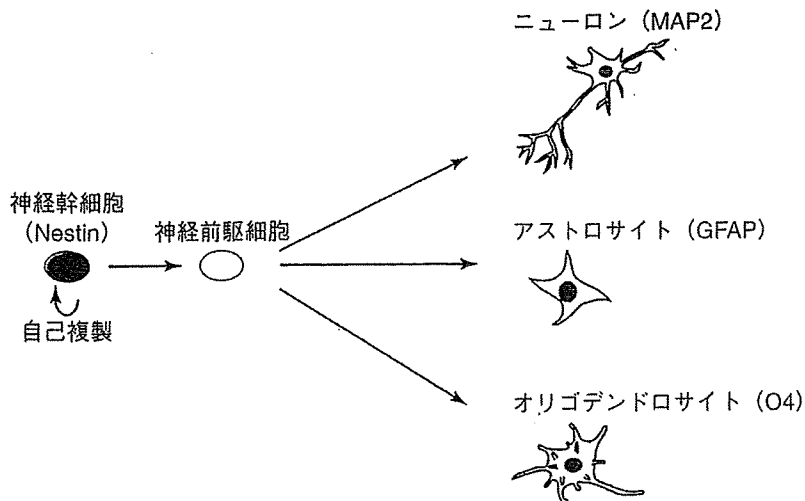 ニューロン（MAP2）
神経幹細胞
（Nestin）
神経前駆細胞
自己複製
アストロサイト（GFAP）
オリゴデンドロサイト（O4）